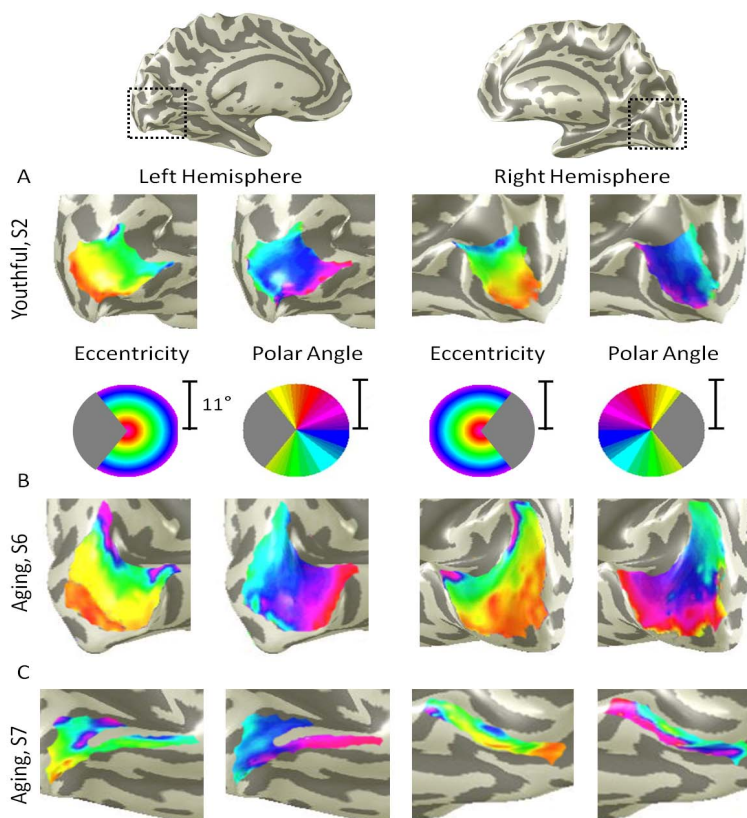 A
Left Hemisphere
Right Hemisphere
Youthful, S2
Eccentricity
Polar Angle
Eccentricity
Polar Angle
11°
B
Aging, S6
C
Aging, S7